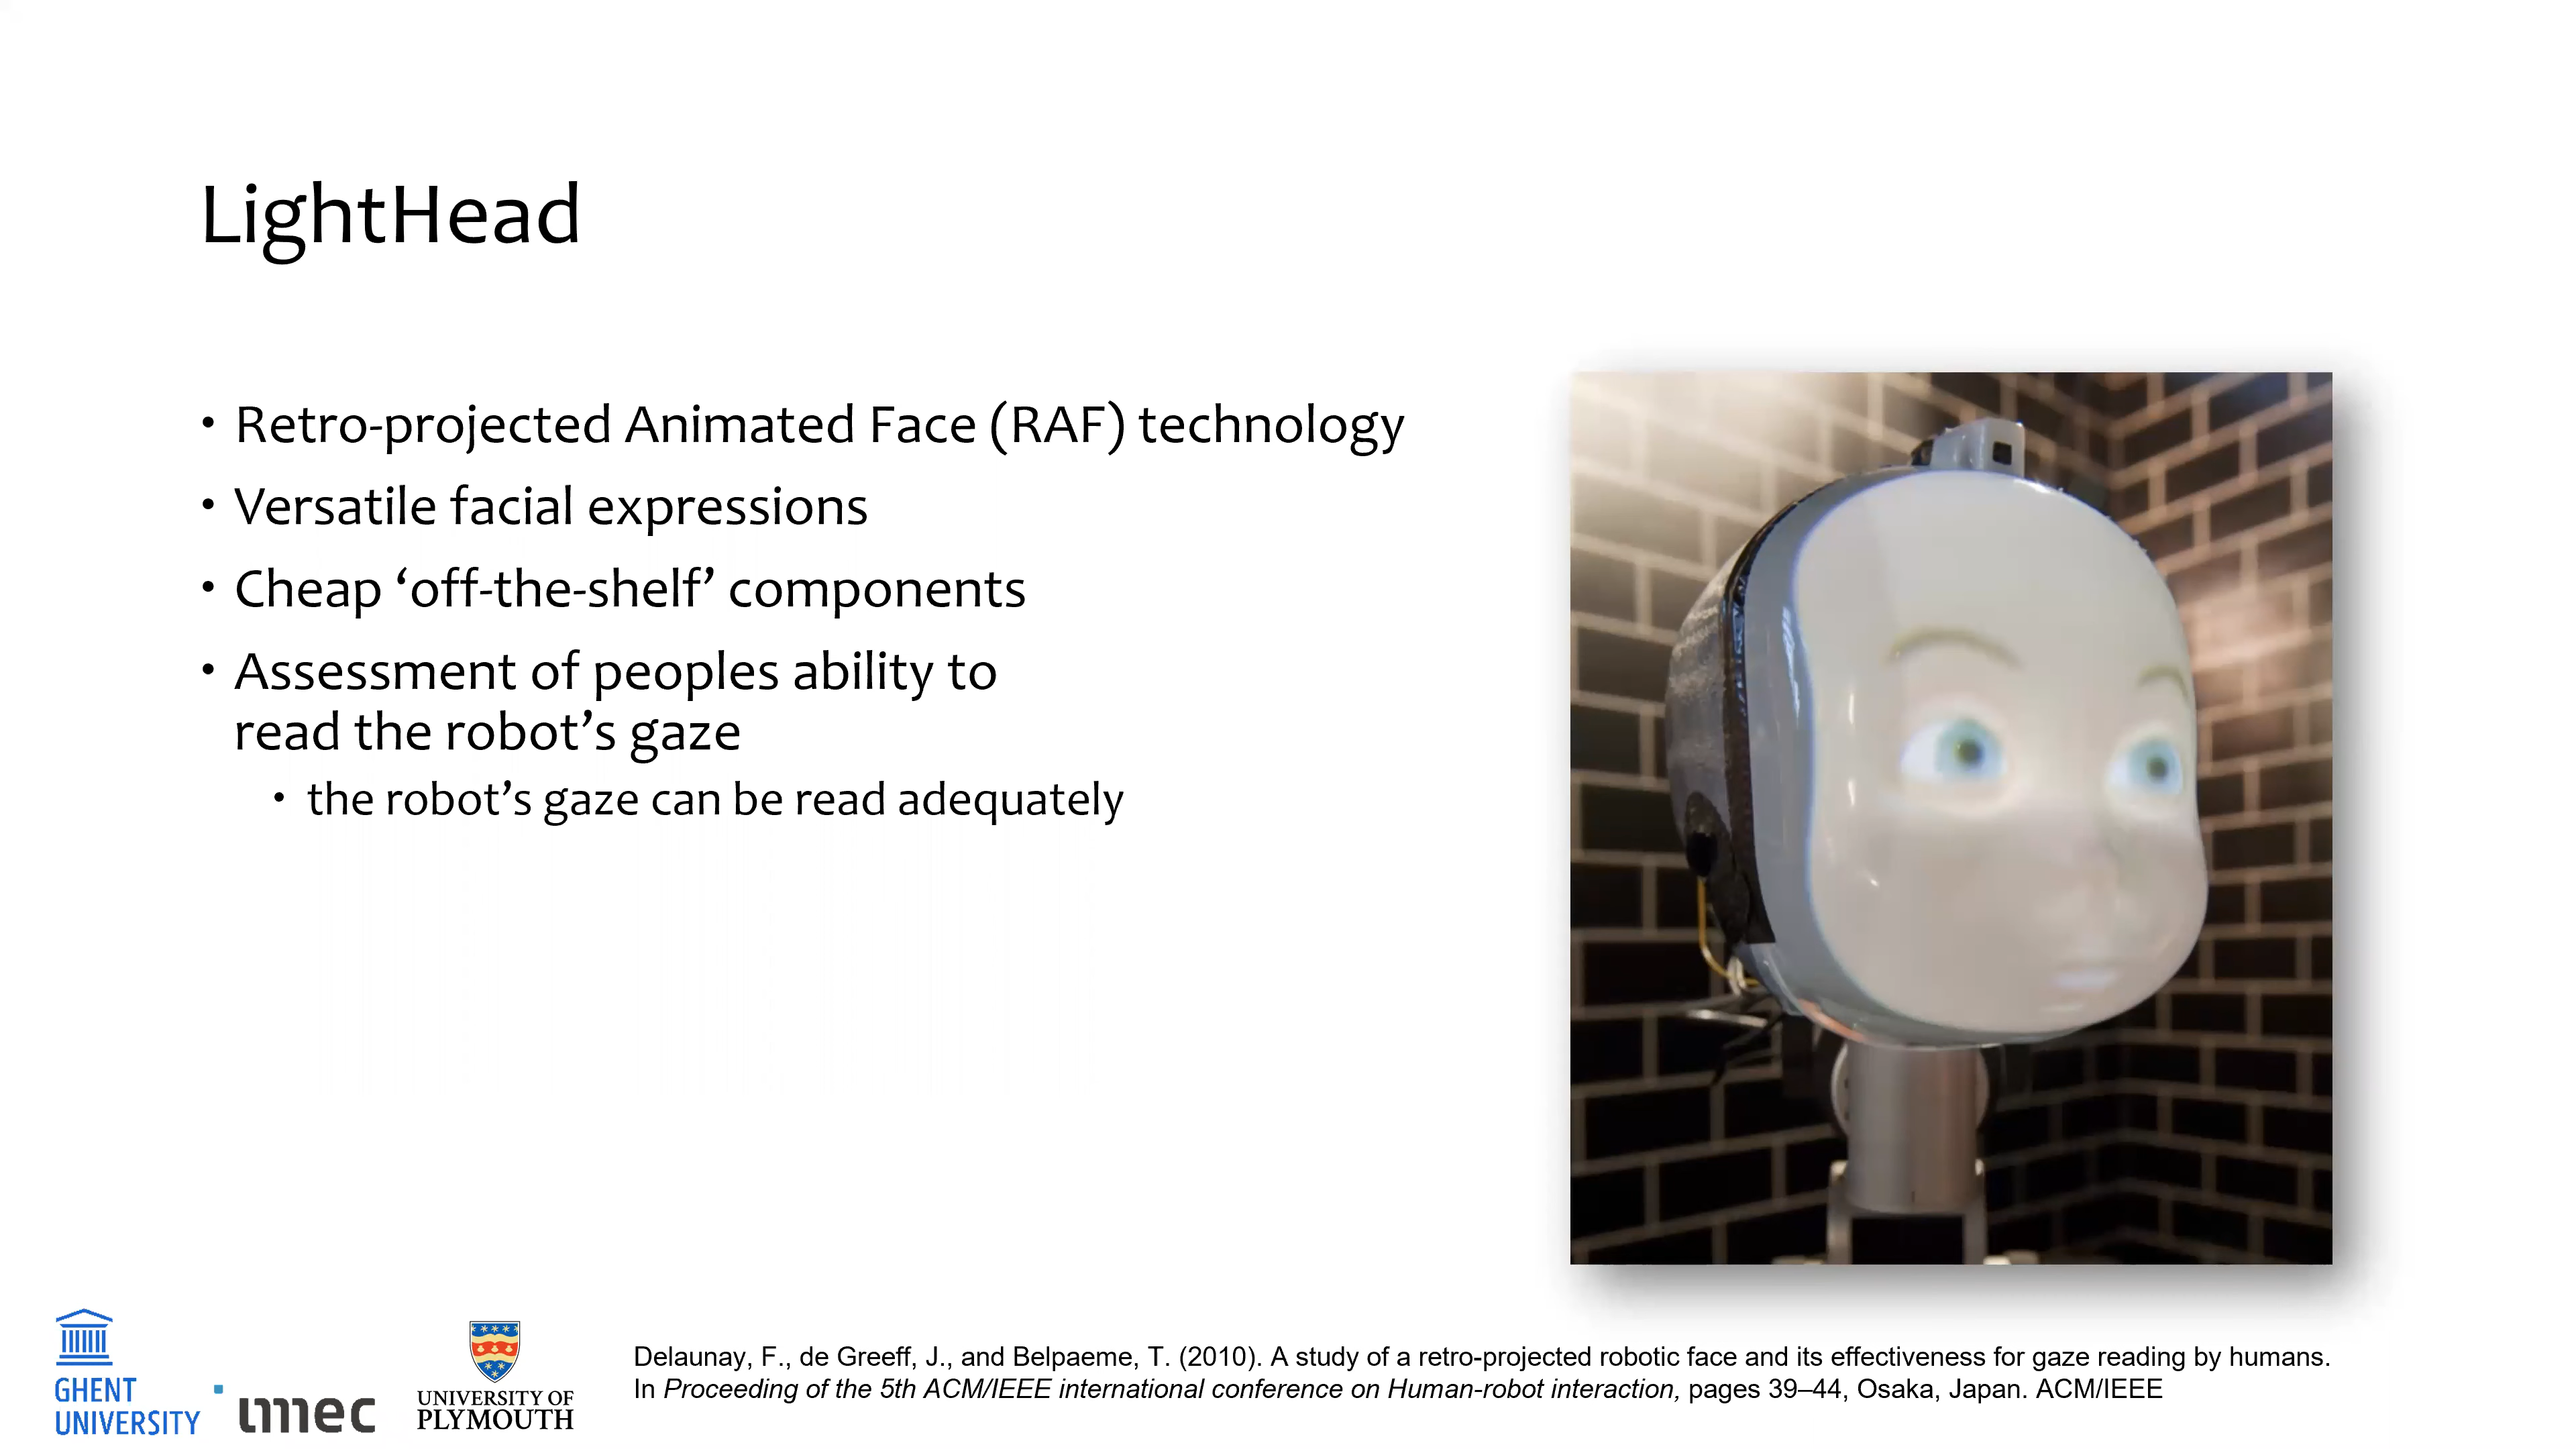 LightHead
• Retro-projected Animated Face (RAF) technology
• Versatile facial expressions
• Cheap ‘off-the-shelf’ components
• Assessment of peoples ability to
read the robot’s gaze
• the robot’s gaze can be read adequately
GHENT
UNIVERSITY
imec
UNIVERSITY OF
PLYMOUTH
Delaunay, F., de Greeff, J., and Belpaeme, T. (2010). A study of a retro-projected robotic face and its effectiveness for gaze reading by humans.
In Proceeding of the 5th ACM/IEEE international conference on Human-robot interaction, pages 39–44, Osaka, Japan. ACM/IEEE